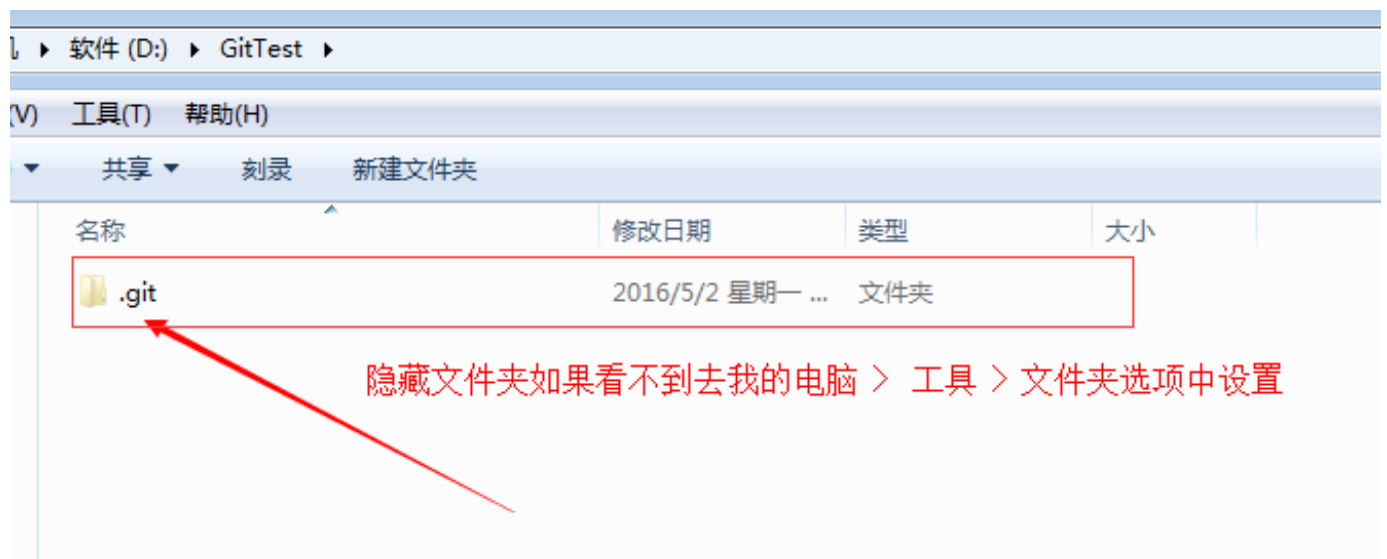 软件 (D:) ▸ GitTest ▸
(V) 工具(T) 帮助(H)
共享 刻录 新建文件夹
名称 修改日期 类型 大小
.git 2016/5/2 星期一 ... 文件夹
隐藏文件夹如果看不到去我的电脑 > 工具 > 文件夹选项中设置